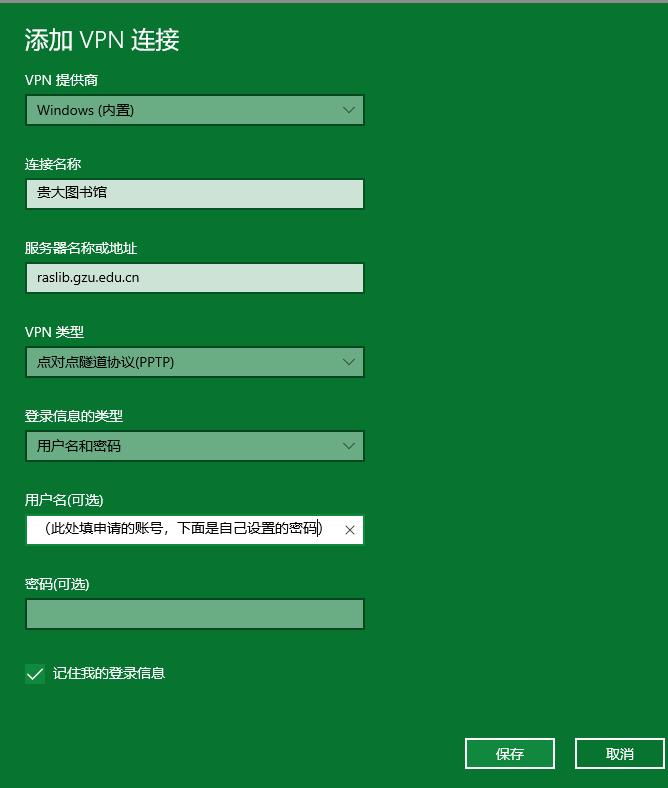 添加 VPN 连接
VPN 提供商
Windows (内置)
连接名称
贵大图书馆
服务器名称或地址
raslib.gzu.edu.cn
VPN 类型
点对点隧道协议(PPTP)
登录信息的类型
用户名和密码
用户名(可选)
（此处填申请的账号，下面是自己设置的密码）
密码(可选)
记住我的登录信息
保存
取消